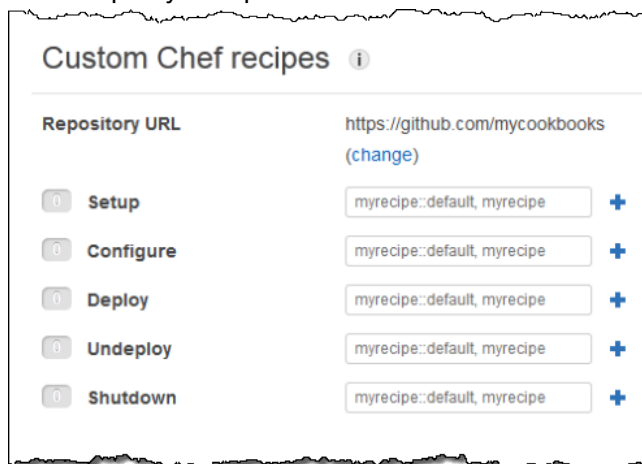 Custom Chef recipes i
Repository URL https://github.com/mycookbooks
(change)
0 Setup myrecipe::default, myrecipe
0 Configure myrecipe::default, myrecipe
0 Deploy myrecipe::default, myrecipe
0 Undeploy myrecipe::default, myrecipe
0 Shutdown myrecipe::default, myrecipe